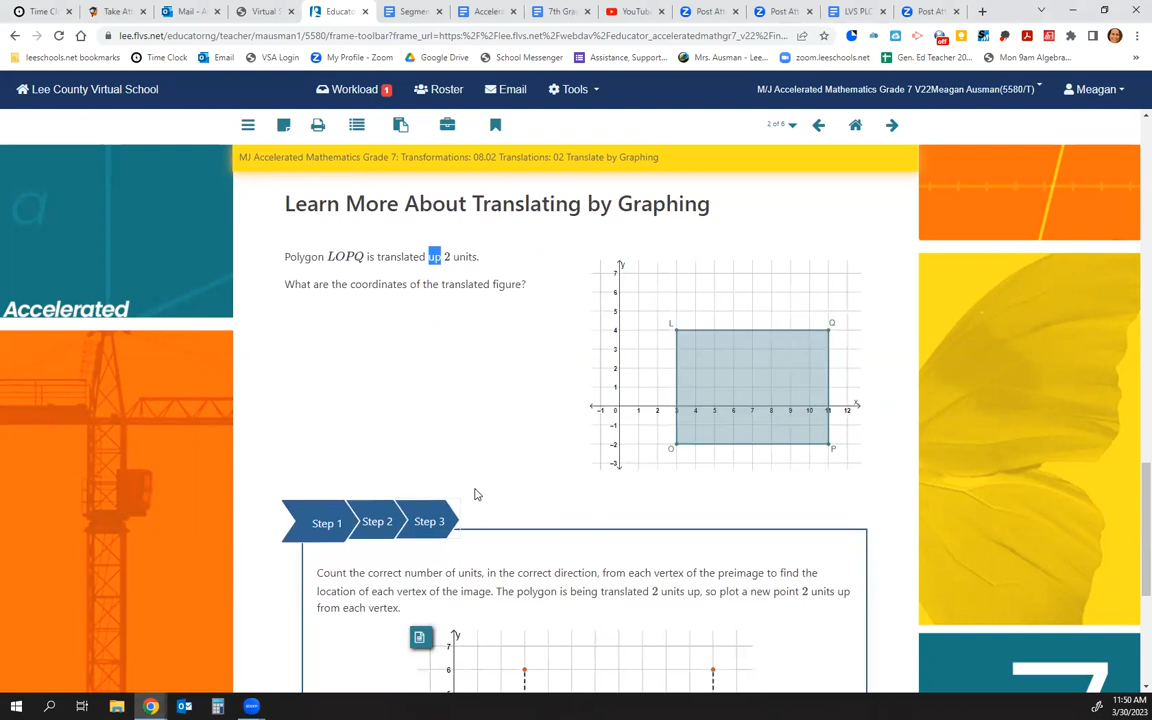 Time Cl
Take Att
Mail - A
Virtual S
Educato
Segmen
Accelera
7th Gra
YouTub
Post Att
Post Att
LVS PLC
Post Att
lee.flvs.net/educatorng/teacher/mausman1/5580/frame-toolbar?frame_url=https:%2F%2Flee.flvs.net%2Fwebdav%2Feducator_acceleratedmathgr7_v22%2Fin...
leeschools.net bookmarks
Time Clock
Email
VSA Login
My Profile - Zoom
Google Drive
School Messenger
Assistance, Support...
Mrs. Ausman - Lee...
zoom.leeschools.net
Gen. Ed Teacher 20...
Mon 9am Algebra...
»
Lee County Virtual School
Workload 1
Roster
Email
Tools
M/J Accelerated Mathematics Grade 7 V22Meagan Ausman(5580/T)
Meagan
2 of 6
MJ Accelerated Mathematics Grade 7: Transformations: 08.02 Translations: 02 Translate by Graphing
Learn More About Translating by Graphing
Polygon LOPQ is translated up 2 units.
What are the coordinates of the translated figure?
y
7
6
5
4
3
2
1
-1 0 1 2 3 4 5 6 7 8 9 10 11 12 x
-1
-2
-3
L
Q
O
P
Accelerated
a
Step 1
Step 2
Step 3
Count the correct number of units, in the correct direction, from each vertex of the preimage to find the
location of each vertex of the image. The polygon is being translated 2 units up, so plot a new point 2 units up
from each vertex.
y
7
6
7
11:50 AM
3/30/2023